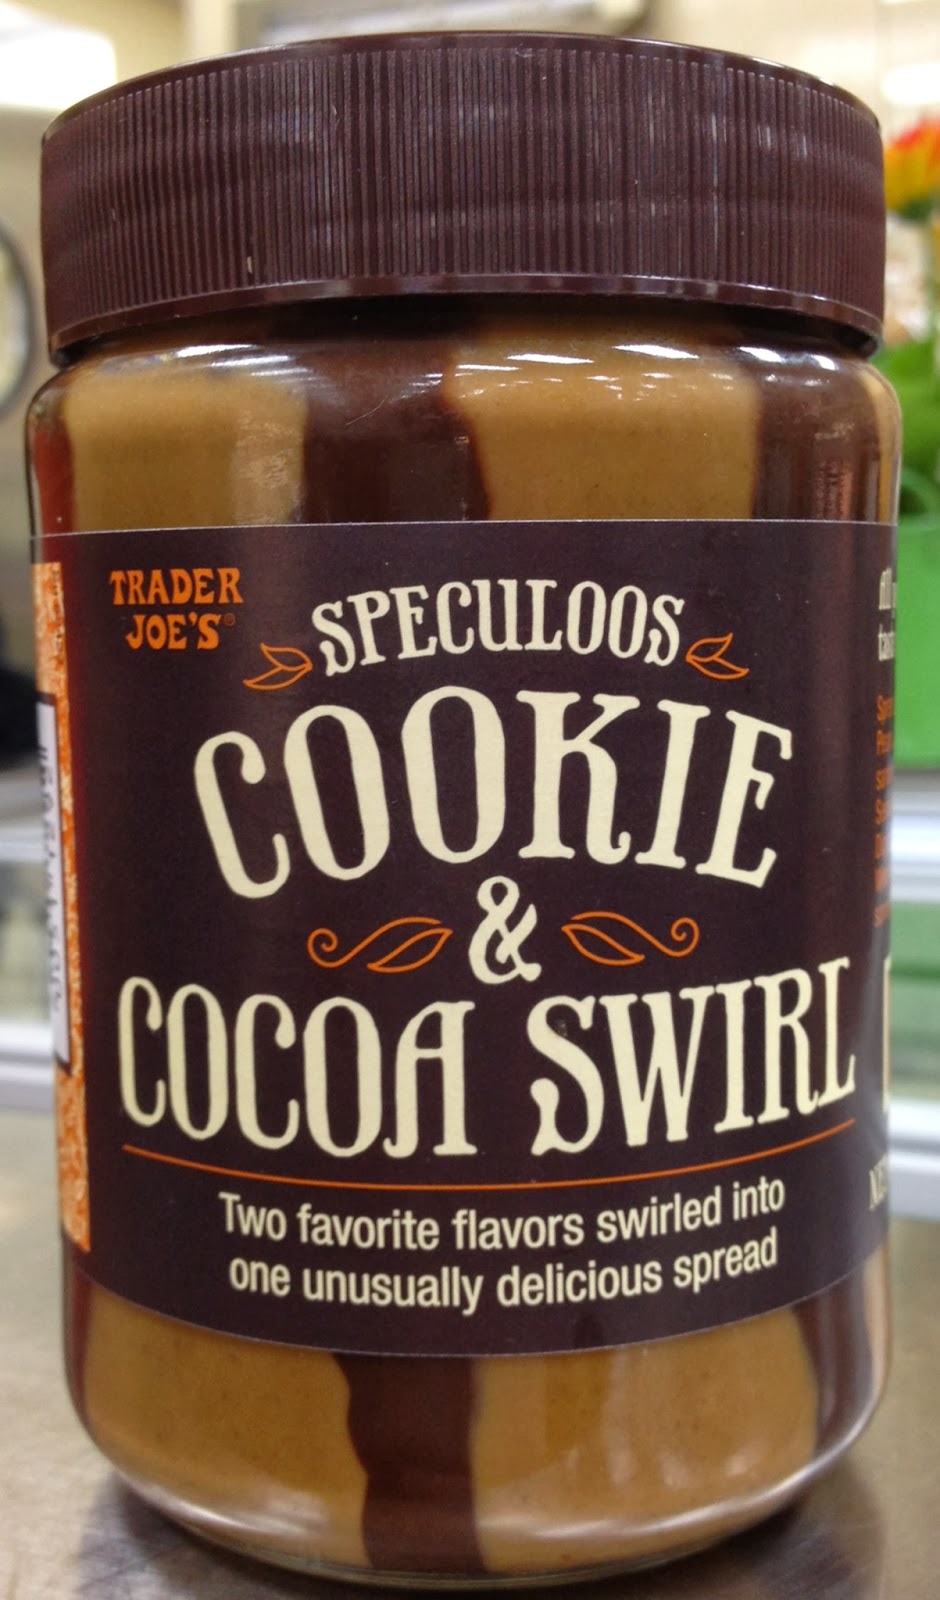 TRADER
JOE'S®
SPECULOOS
COOKIE
&
COCOA SWIRL
Two favorite flavors swirled into
one unusually delicious spread